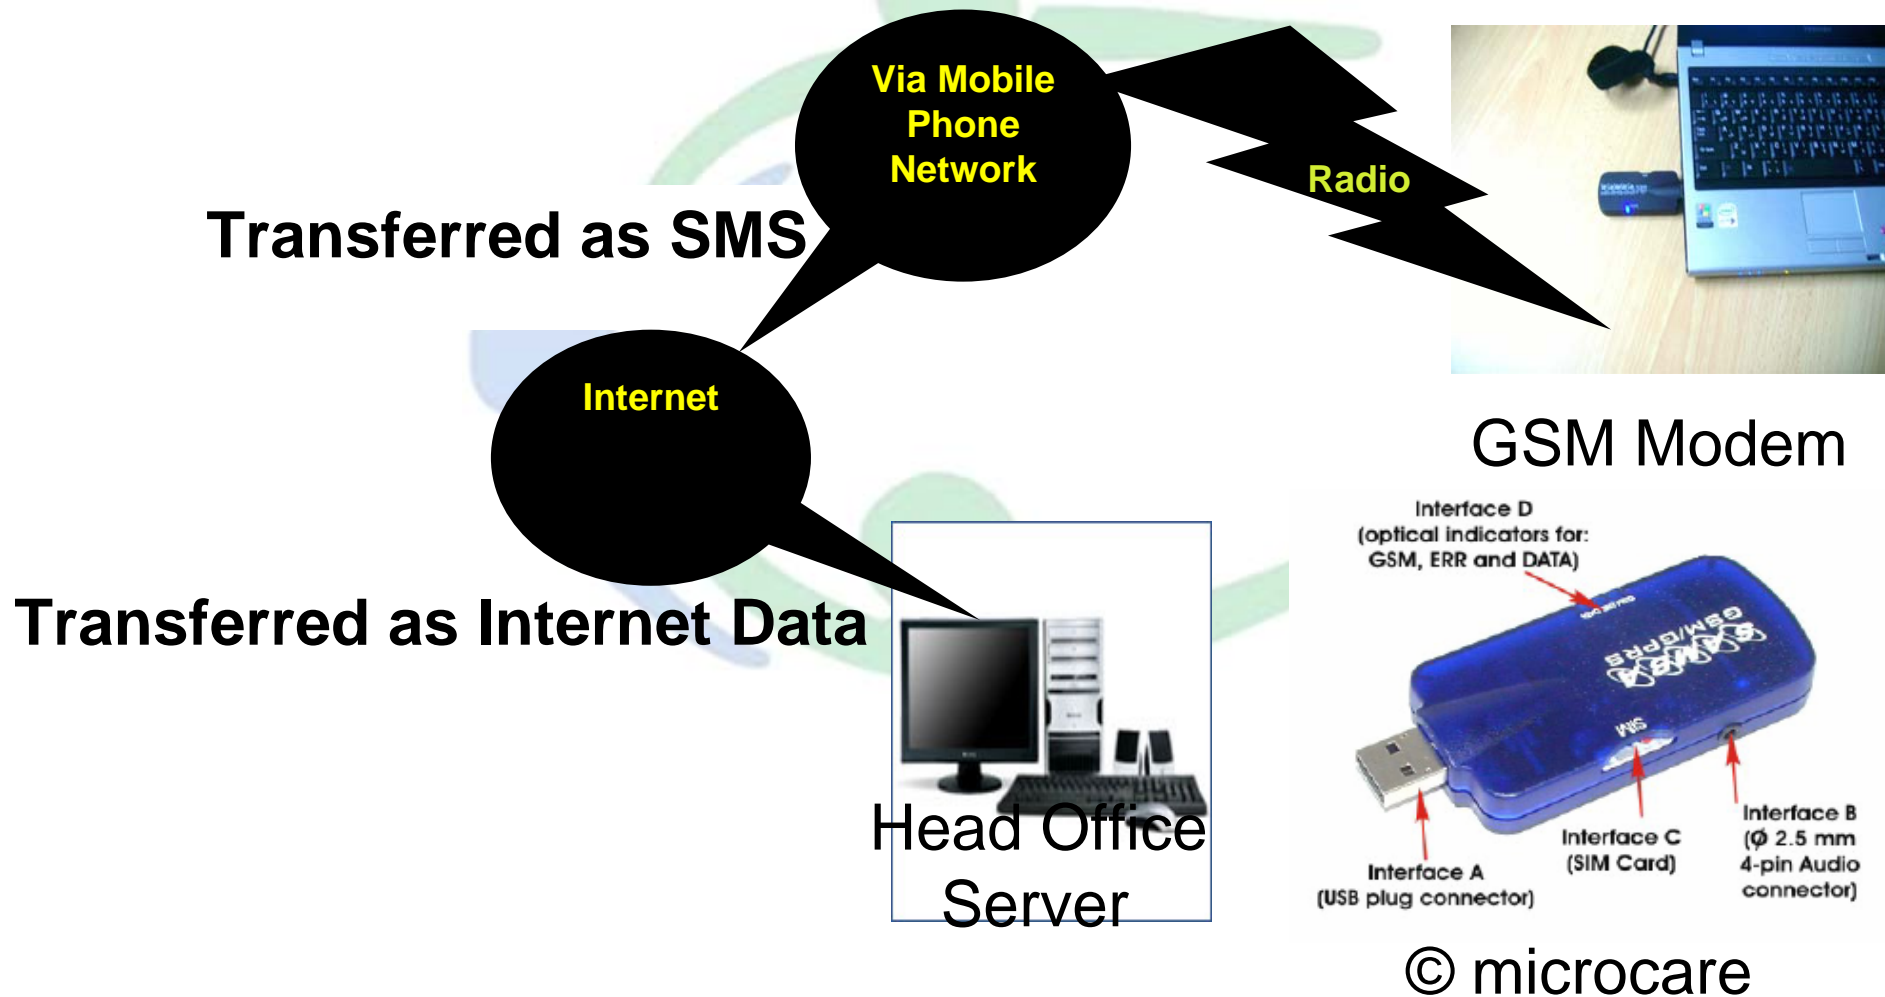 Via Mobile
Phone
Network
Radio
Transferred as SMS
Internet
GSM Modem
Transferred as Internet Data
Head Office
Server
Interface D
(optical indicators for:
GSM, ERR and DATA)
SAMBA
GSM/GPRS
SIM
Interface A
(USB plug connector)
Interface C
(SIM Card)
Interface B
(Ø 2.5 mm
4-pin Audio
connector)
© microcare